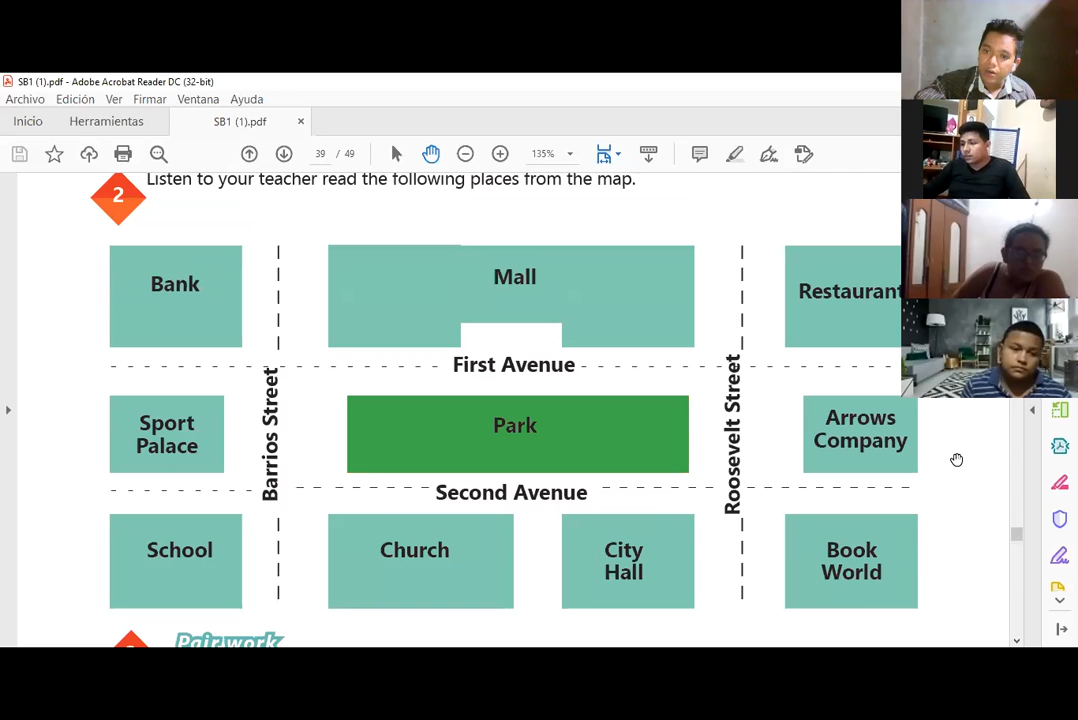 SB1 (1).pdf - Adobe Acrobat Reader DC (32-bit)
Archivo Edición Ver Firmar Ventana Ayuda
Inicio Herramientas SB1 (1).pdf ×
39 / 49 135%
2 Listen to your teacher read the following places from the map.
Bank
Mall
Restaurant
First Avenue
Barrios Street
Roosevelt Street
Sport
Palace
Park
Arrows
Company
Second Avenue
School
Church
City
Hall
Book
World
Pair work